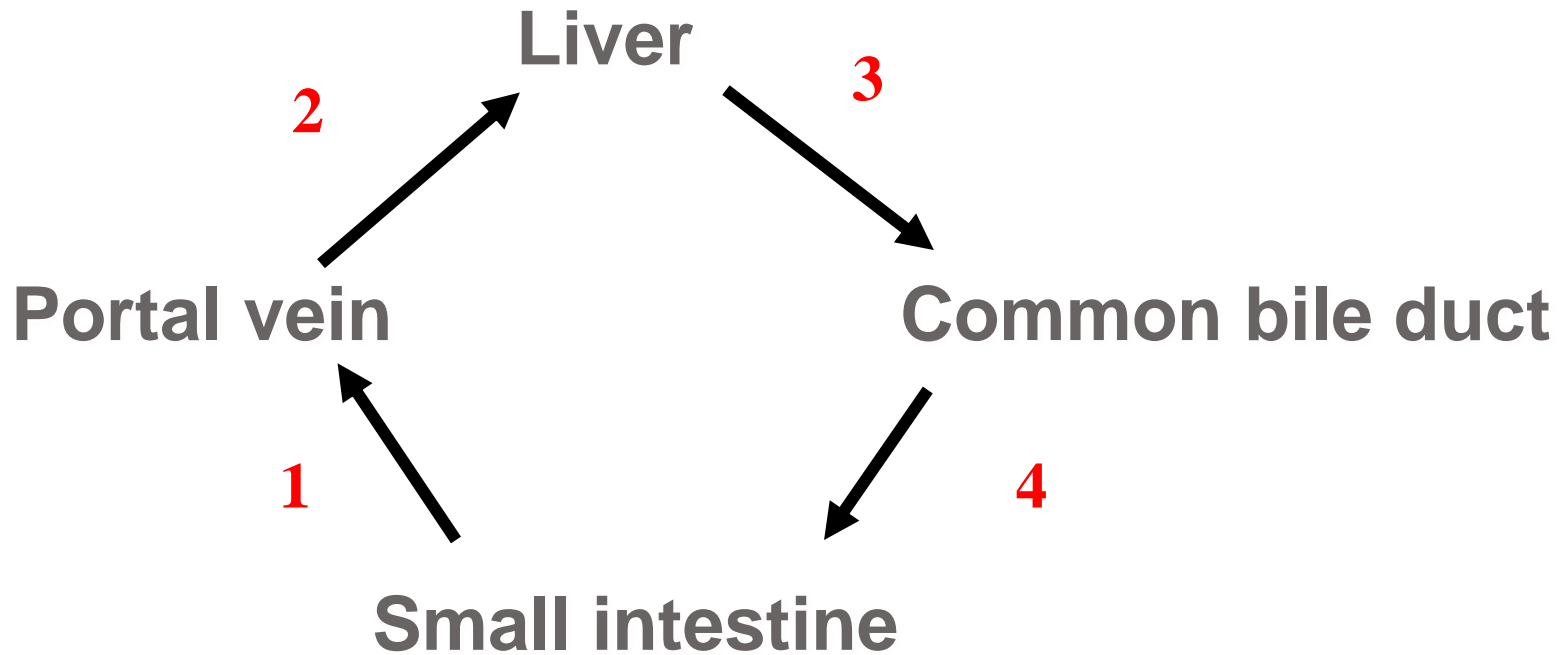 Liver
3
2
Portal vein
Common bile duct
1
4
Small intestine